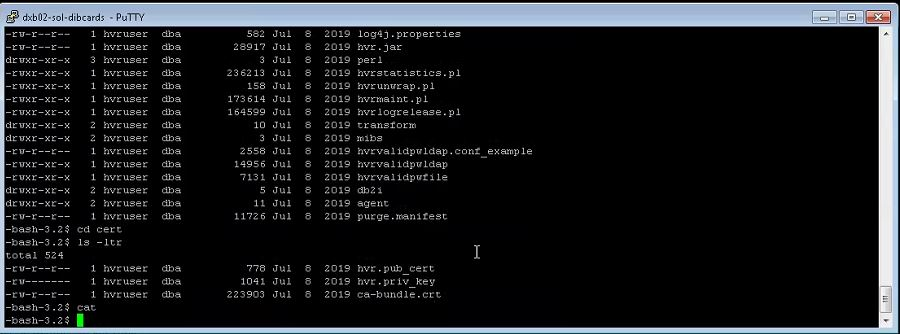 dxb02-sol-dibcards - PuTTY
-rw-r--r-- 1 hvruser dba 582 Jul 8 2019 log4j.properties
-rw-r--r-- 1 hvruser dba 28917 Jul 8 2019 hvr.jar
drwxr-xr-x 3 hvruser dba 3 Jul 8 2019 perl
-rwxr-xr-x 1 hvruser dba 236213 Jul 8 2019 hvrstatistics.pl
-rwxr-xr-x 1 hvruser dba 158 Jul 8 2019 hvrunwrap.pl
-rwxr-xr-x 1 hvruser dba 173614 Jul 8 2019 hvrmaint.pl
-rwxr-xr-x 1 hvruser dba 164599 Jul 8 2019 hvrlogrelease.pl
drwxr-xr-x 2 hvruser dba 10 Jul 8 2019 transform
drwxr-xr-x 2 hvruser dba 3 Jul 8 2019 mibs
-rw-r--r-- 1 hvruser dba 2558 Jul 8 2019 hvrvalidpwldap.conf_example
-rwxr-xr-x 1 hvruser dba 14956 Jul 8 2019 hvrvalidpwldap
-rwxr-xr-x 1 hvruser dba 7131 Jul 8 2019 hvrvalidpwfile
drwxr-xr-x 2 hvruser dba 5 Jul 8 2019 db2i
drwxr-xr-x 2 hvruser dba 11 Jul 8 2019 agent
-rw-r--r-- 1 hvruser dba 11726 Jul 8 2019 purge.manifest
-bash-3.2$ cd cert
-bash-3.2$ ls -ltr
total 524
-rw-r--r-- 1 hvruser dba 778 Jul 8 2019 hvr.pub_cert
-rw------- 1 hvruser dba 1041 Jul 8 2019 hvr.priv_key
-rw-r--r-- 1 hvruser dba 223903 Jul 8 2019 ca-bundle.crt
-bash-3.2$ cat
-bash-3.2$